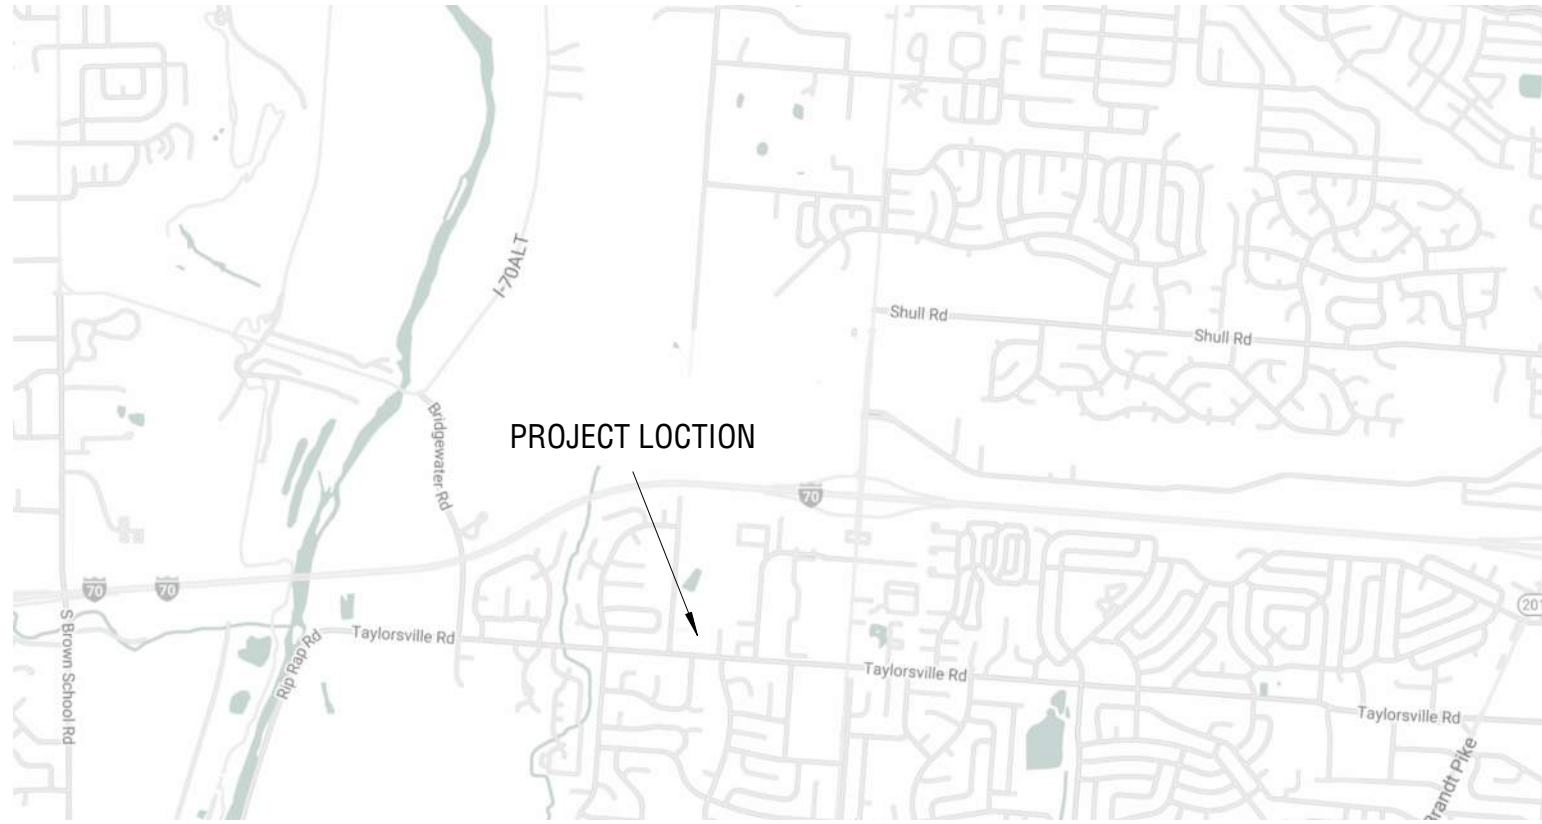 I-70ALT
Shull Rd
Shull Rd
Bridgewater Rd
PROJECT LOCTION
70
70
70
201
S Brown School Rd
Rip Rap Rd
Taylorsville Rd
Taylorsville Rd
Taylorsville Rd
Brandt Pike